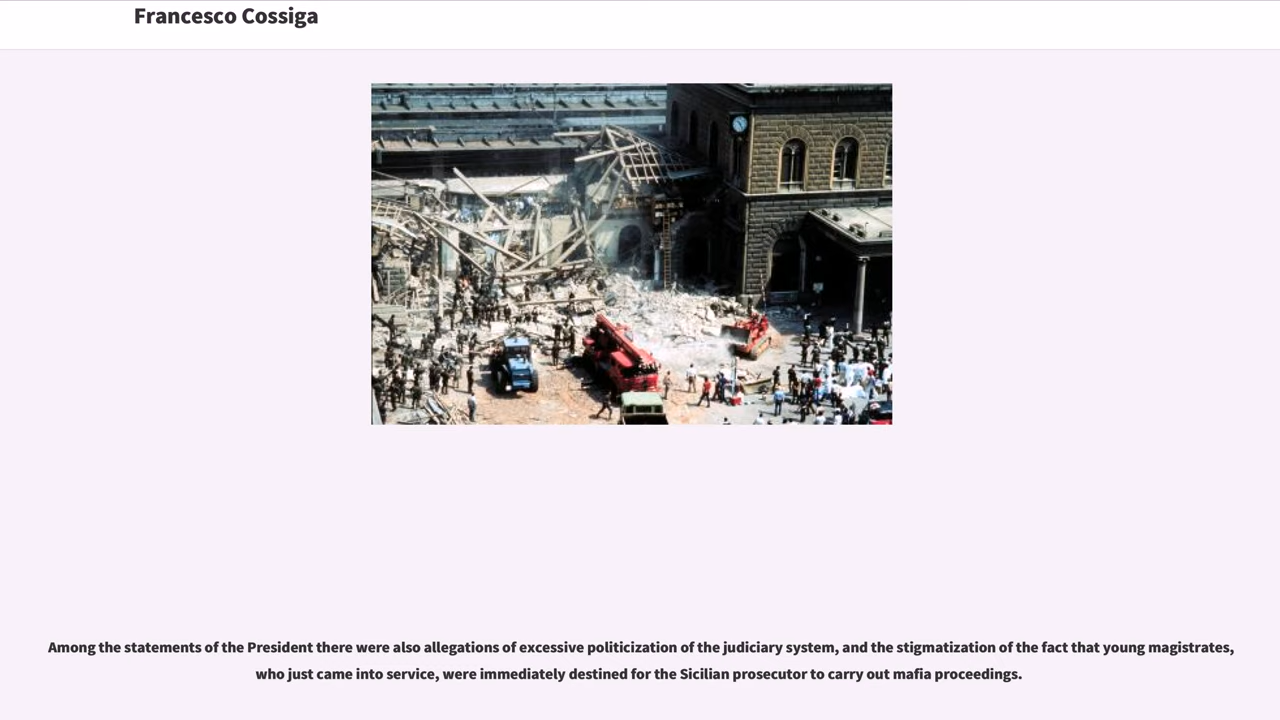 Francesco Cossiga
Among the statements of the President there were also allegations of excessive politicization of the judiciary system, and the stigmatization of the fact that young magistrates,
who just came into service, were immediately destined for the Sicilian prosecutor to carry out mafia proceedings.